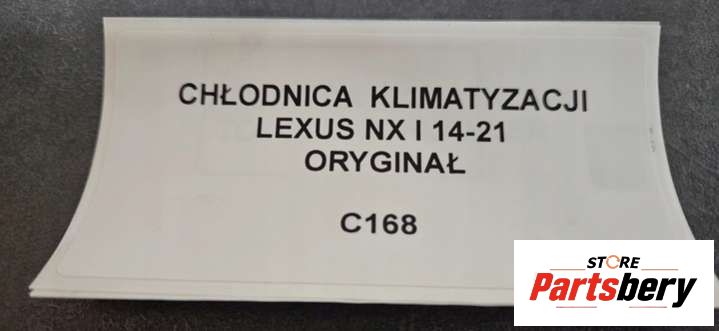 CHŁODNICA KLIMATYZACJI
LEXUS NX I 14-21
ORYGINAŁ
C168
STORE
Partsbery